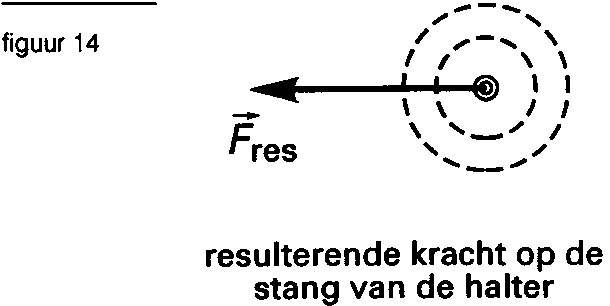 figuur 14
F⃗res
resulterende kracht op de
stang van de halter